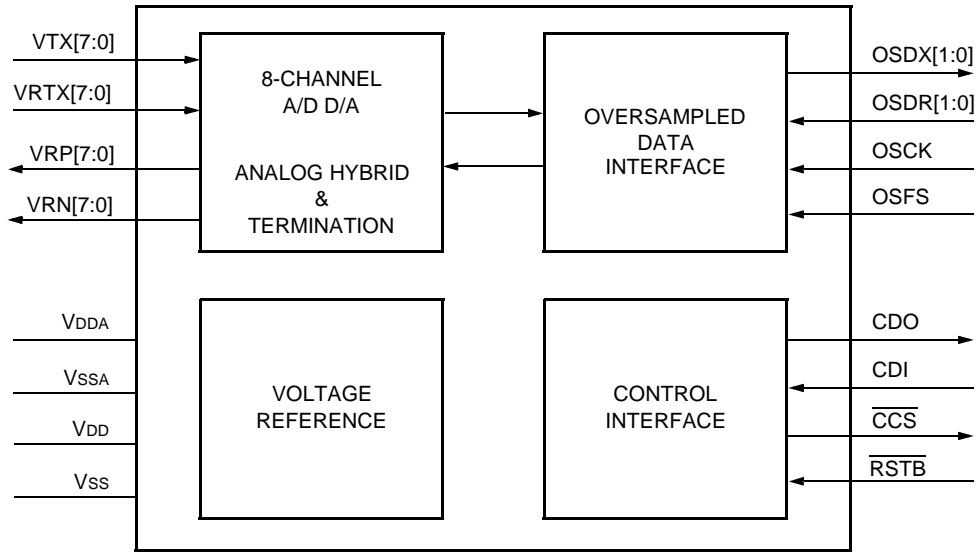 VTX[7:0]
VRTX[7:0]
VRP[7:0]
VRN[7:0]
8-CHANNEL
A/D D/A
ANALOG HYBRID
&
TERMINATION
OVERSAMPLED
DATA
INTERFACE
OSDX[1:0]
OSDR[1:0]
OSCK
OSFS
VDDA
VSSA
VDD
VSS
VOLTAGE
REFERENCE
CONTROL
INTERFACE
CDO
CDI
CCS
RSTB